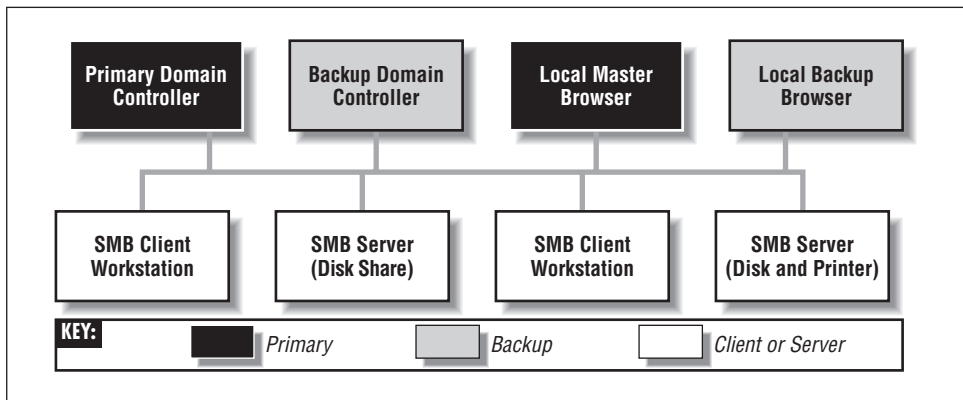 Primary Domain
Controller
Backup Domain
Controller
Local Master
Browser
Local Backup
Browser
SMB Client
Workstation
SMB Server
(Disk Share)
SMB Client
Workstation
SMB Server
(Disk and Printer)
KEY:
Primary
Backup
Client or Server